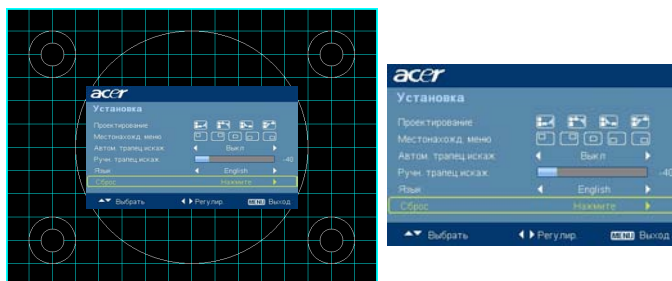 acer
Установка
Проектирование
Местонахожд. меню
Автом. трапец.искаж. Выкл
Ручн. трапец.искаж. -40
Язык English
Сброс Нажмите
Выбрать Регулир. MENU Выход
acer
Установка
Проектирование
Местонахожд. меню
Автом. трапец.искаж. Выкл
Ручн. трапец.искаж. -40
Язык English
Сброс Нажмите
Выбрать Регулир. MENU Выход